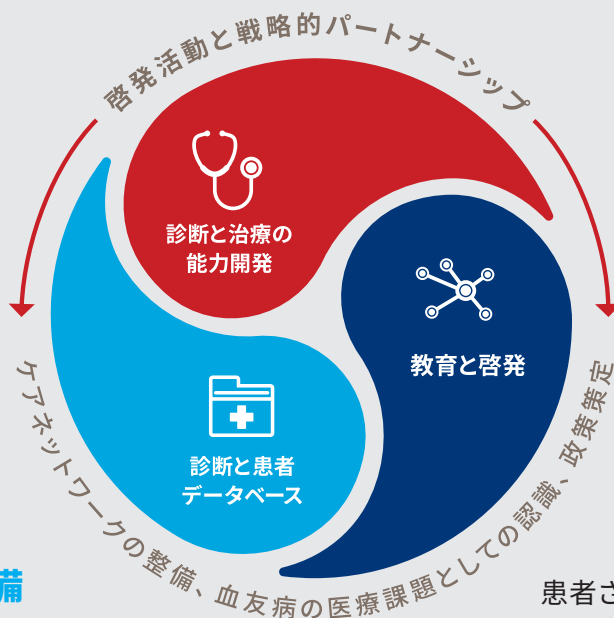 啓発活動と戦略的パートナーシップ
診断と治療の
能力開発
教育と啓発
診断と患者
データベース
ケアネットワークの整備、血友病の医療課題としての認識、政策策定
備
患者さ